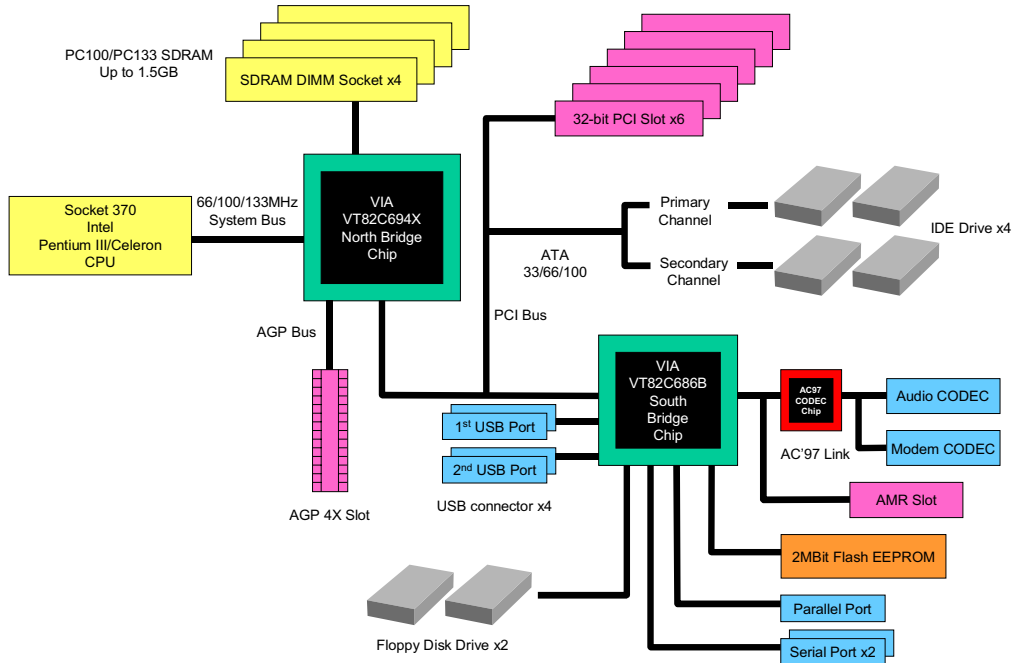 PC100/PC133 SDRAM
Up to 1.5GB
SDRAM DIMM Socket x4
32-bit PCI Slot x6
Socket 370
Intel
Pentium III/Celeron
CPU
66/100/133MHz
System Bus
VIA
VT82C694X
North Bridge
Chip
Primary
Channel
IDE Drive x4
ATA
33/66/100
Secondary
Channel
AGP Bus
PCI Bus
VIA
VT82C686B
South
Bridge
Chip
AC97
CODEC
Chip
Audio CODEC
1st USB Port
2nd USB Port
USB connector x4
AC'97 Link
Modem CODEC
AGP 4X Slot
AMR Slot
2MBit Flash EEPROM
Parallel Port
Floppy Disk Drive x2
Serial Port x2